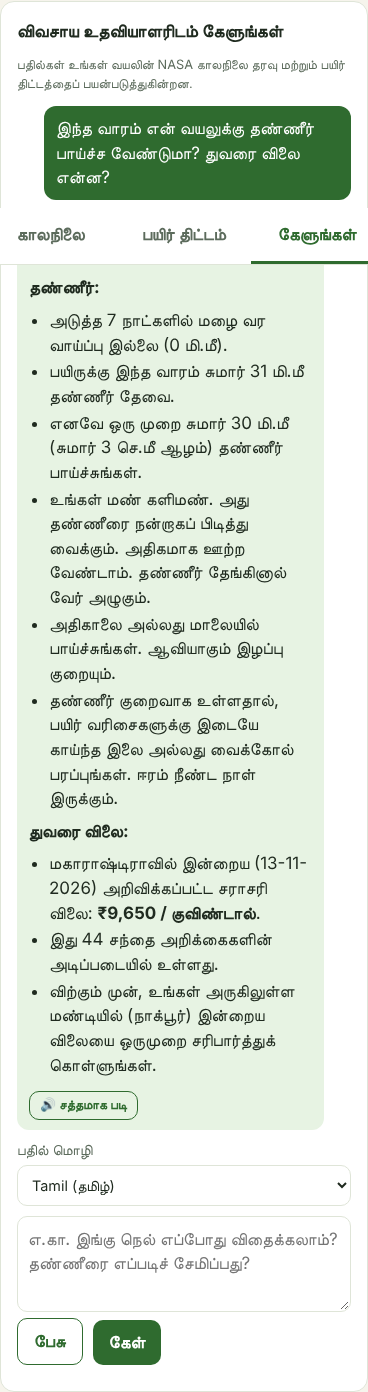 விவசாய உதவியாளரிடம் கேளுங்கள்
பதில்கள் உங்கள் வயலின் NASA காலநிலை தரவு மற்றும் பயிர்
திட்டத்தைப் பயன்படுத்துகின்றன.
இந்த வாரம் என் வயலுக்கு தண்ணீர்
பாய்ச்ச வேண்டுமா? துவரை விலை
என்ன?
காலநிலை பயிர் திட்டம் கேளுங்கள்
தண்ணீர்:
• அடுத்த 7 நாட்களில் மழை வர
வாய்ப்பு இல்லை (0 மி.மீ).
• பயிருக்கு இந்த வாரம் சுமார் 31 மி.மீ
தண்ணீர் தேவை.
• எனவே ஒரு முறை சுமார் 30 மி.மீ
(சுமார் 3 செ.மீ ஆழம்) தண்ணீர்
பாய்ச்சுங்கள்.
• உங்கள் மண் களிமண். அது
தண்ணீரை நன்றாகப் பிடித்து
வைக்கும். அதிகமாக ஊற்ற
வேண்டாம். தண்ணீர் தேங்கினால்
வேர் அழுகும்.
• அதிகாலை அல்லது மாலையில்
பாய்ச்சுங்கள். ஆவியாகும் இழப்பு
குறையும்.
• தண்ணீர் குறைவாக உள்ளதால்,
பயிர் வரிசைகளுக்கு இடையே
காய்ந்த இலை அல்லது வைக்கோல்
பரப்புங்கள். ஈரம் நீண்ட நாள்
இருக்கும்.
துவரை விலை:
• மகாராஷ்டிராவில் இன்றைய (13-11-
2026) அறிவிக்கப்பட்ட சராசரி
விலை: ₹9,650 / குவிண்டால்.
• இது 44 சந்தை அறிக்கைகளின்
அடிப்படையில் உள்ளது.
• விற்கும் முன், உங்கள் அருகிலுள்ள
மண்டியில் (நாக்பூர்) இன்றைய
விலையை ஒருமுறை சரிபார்த்துக்
கொள்ளுங்கள்.
🔊 சத்தமாக படி
பதில் மொழி
Tamil (தமிழ்)
எ.கா. இங்கு நெல் எப்போது விதைக்கலாம்?
தண்ணீரை எப்படிச் சேமிப்பது?
பேசு கேள்